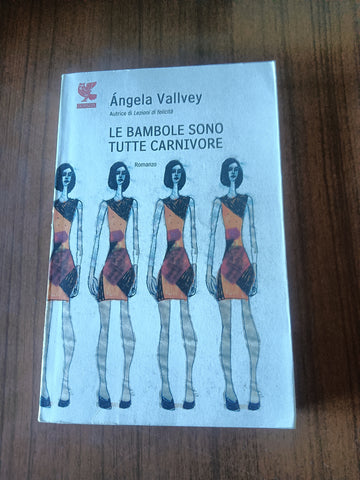 Ángela Vallvey
Autrice di Lezioni di felicità
LE BAMBOLE SONO
TUTTE CARNIVORE
Romanzo